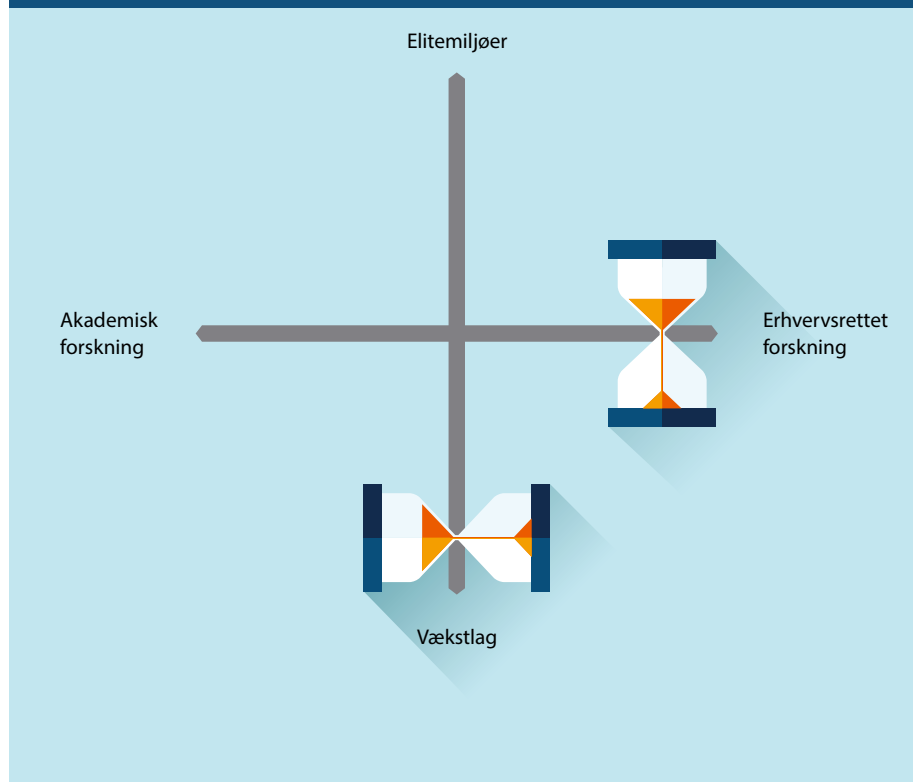 Elitemiljøer
Akademisk
forskning
Erhvervsrettet
forskning
Vækstlag